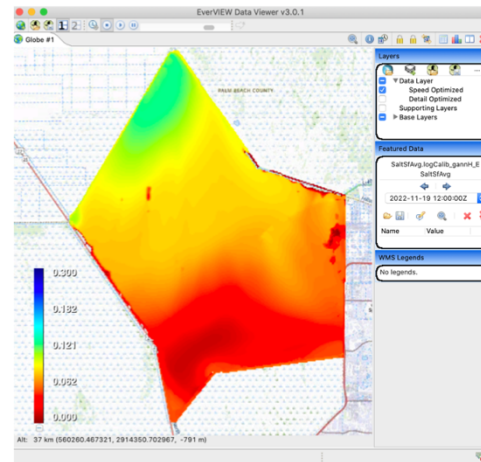 EverVIEW Data Viewer v3.0.1
1 2
Globe #1
Layers
Data Layer
Speed Optimized
Detail Optimized
Supporting Layers
Base Layers
Featured Data
SaltSfAvg.logCalib_gannH_E
SaltSfAvg
2022-11-19 12:00:00Z
Name Value
WMS Legends
No legends.
PALM BEACH COUNTY
0.300
0.182
0.121
0.062
0.000
Alt: 37 km (560260.467321, 2914350.702967, -791 m)